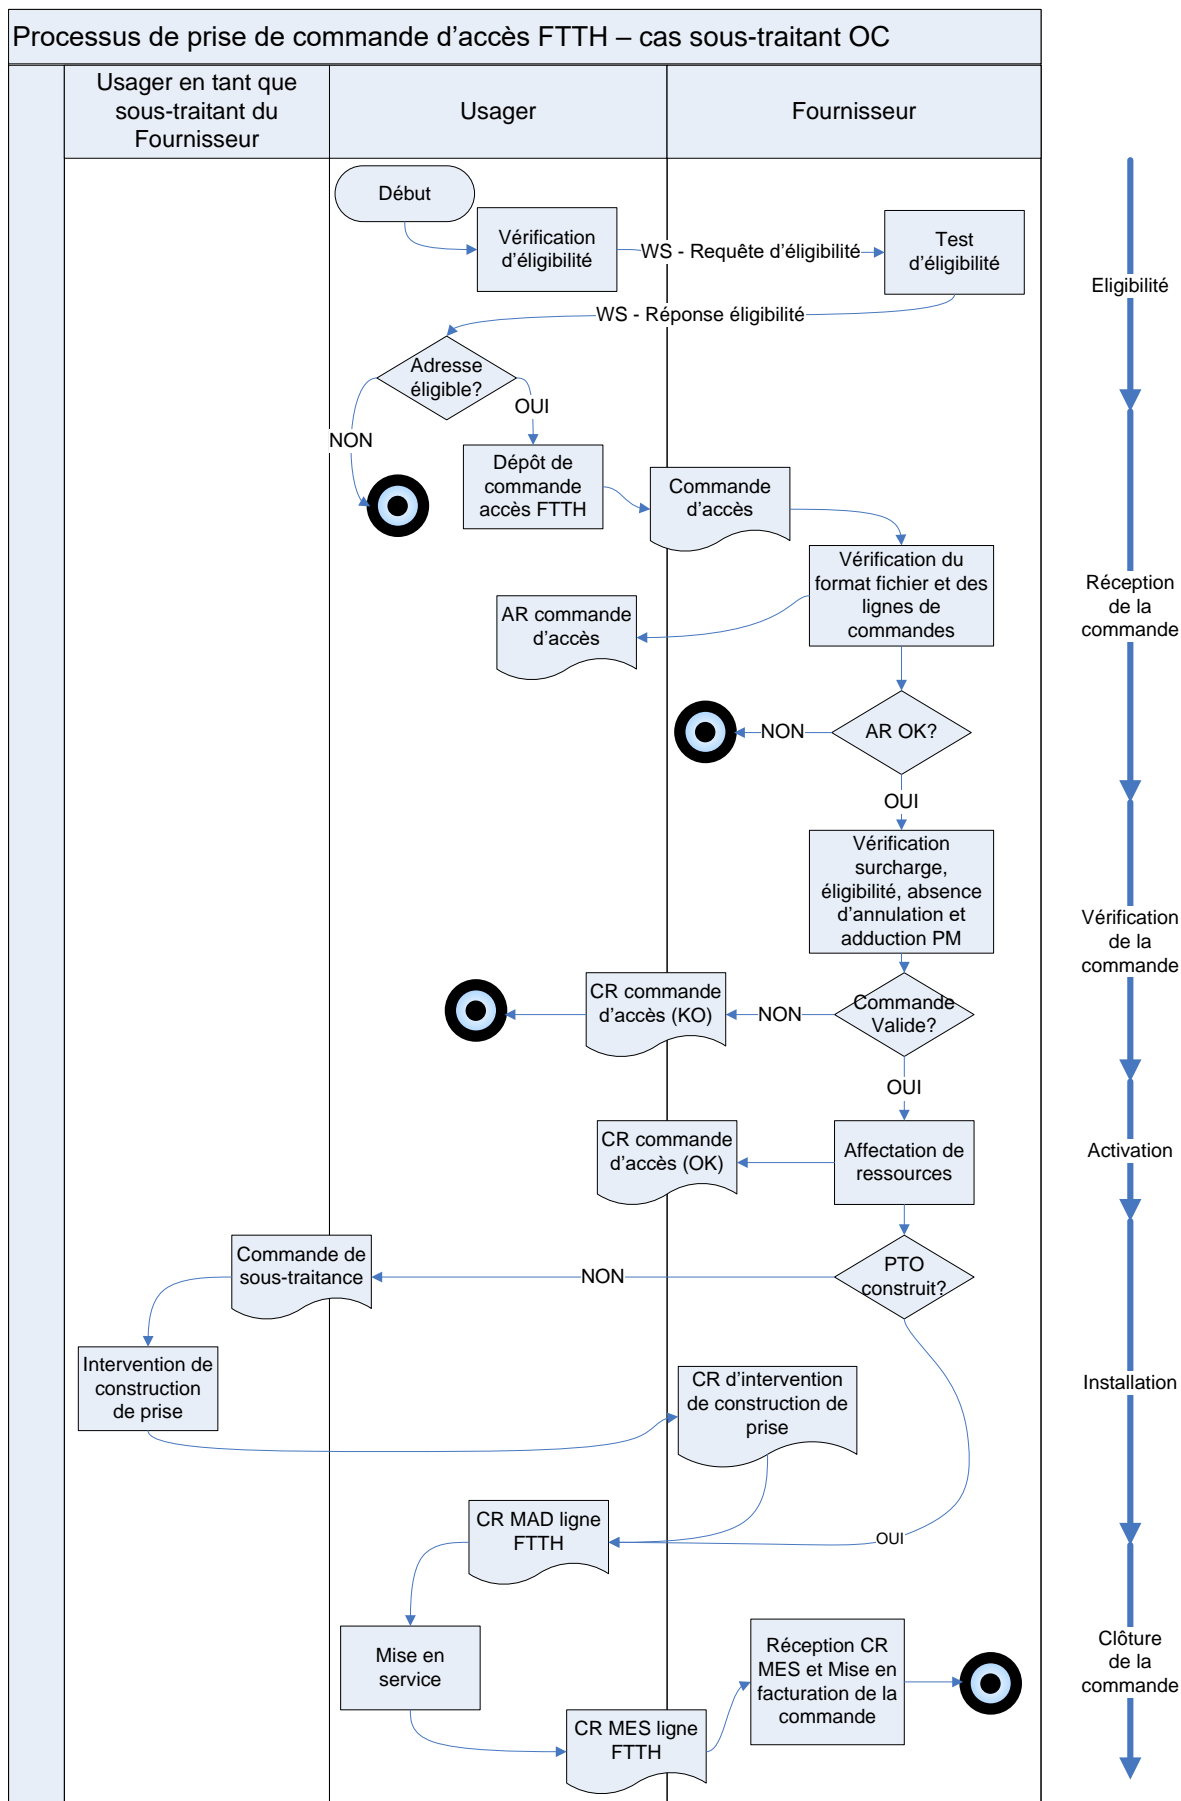 Processus de prise de commande d'accès FTTH – cas sous-traitant OC
Usager en tant que
sous-traitant du
Fournisseur
Usager
Fournisseur
Début
Vérification
d'éligibilité
WS - Requête d'éligibilité
Test
d'éligibilité
Eligibilité
WS - Réponse éligibilité
Adresse
éligible?
OUI
NON
Dépôt de
commande
accès FTTH
Commande
d'accès
Vérification du
format fichier et des
lignes de
commandes
Réception
de la
commande
AR commande
d'accès
AR OK?
NON
OUI
Vérification
surcharge,
éligibilité, absence
d'annulation et
adduction PM
Vérification
de la
commande
Commande
Valide?
NON
CR commande
d'accès (KO)
OUI
Affectation de
ressources
CR commande
d'accès (OK)
Activation
PTO
construit?
NON
Commande de
sous-traitance
Intervention de
construction
de prise
CR d'intervention
de construction de
prise
Installation
OUI
CR MAD ligne
FTTH
Mise en
service
CR MES ligne
FTTH
Réception CR
MES et Mise en
facturation de la
commande
Clôture
de la
commande